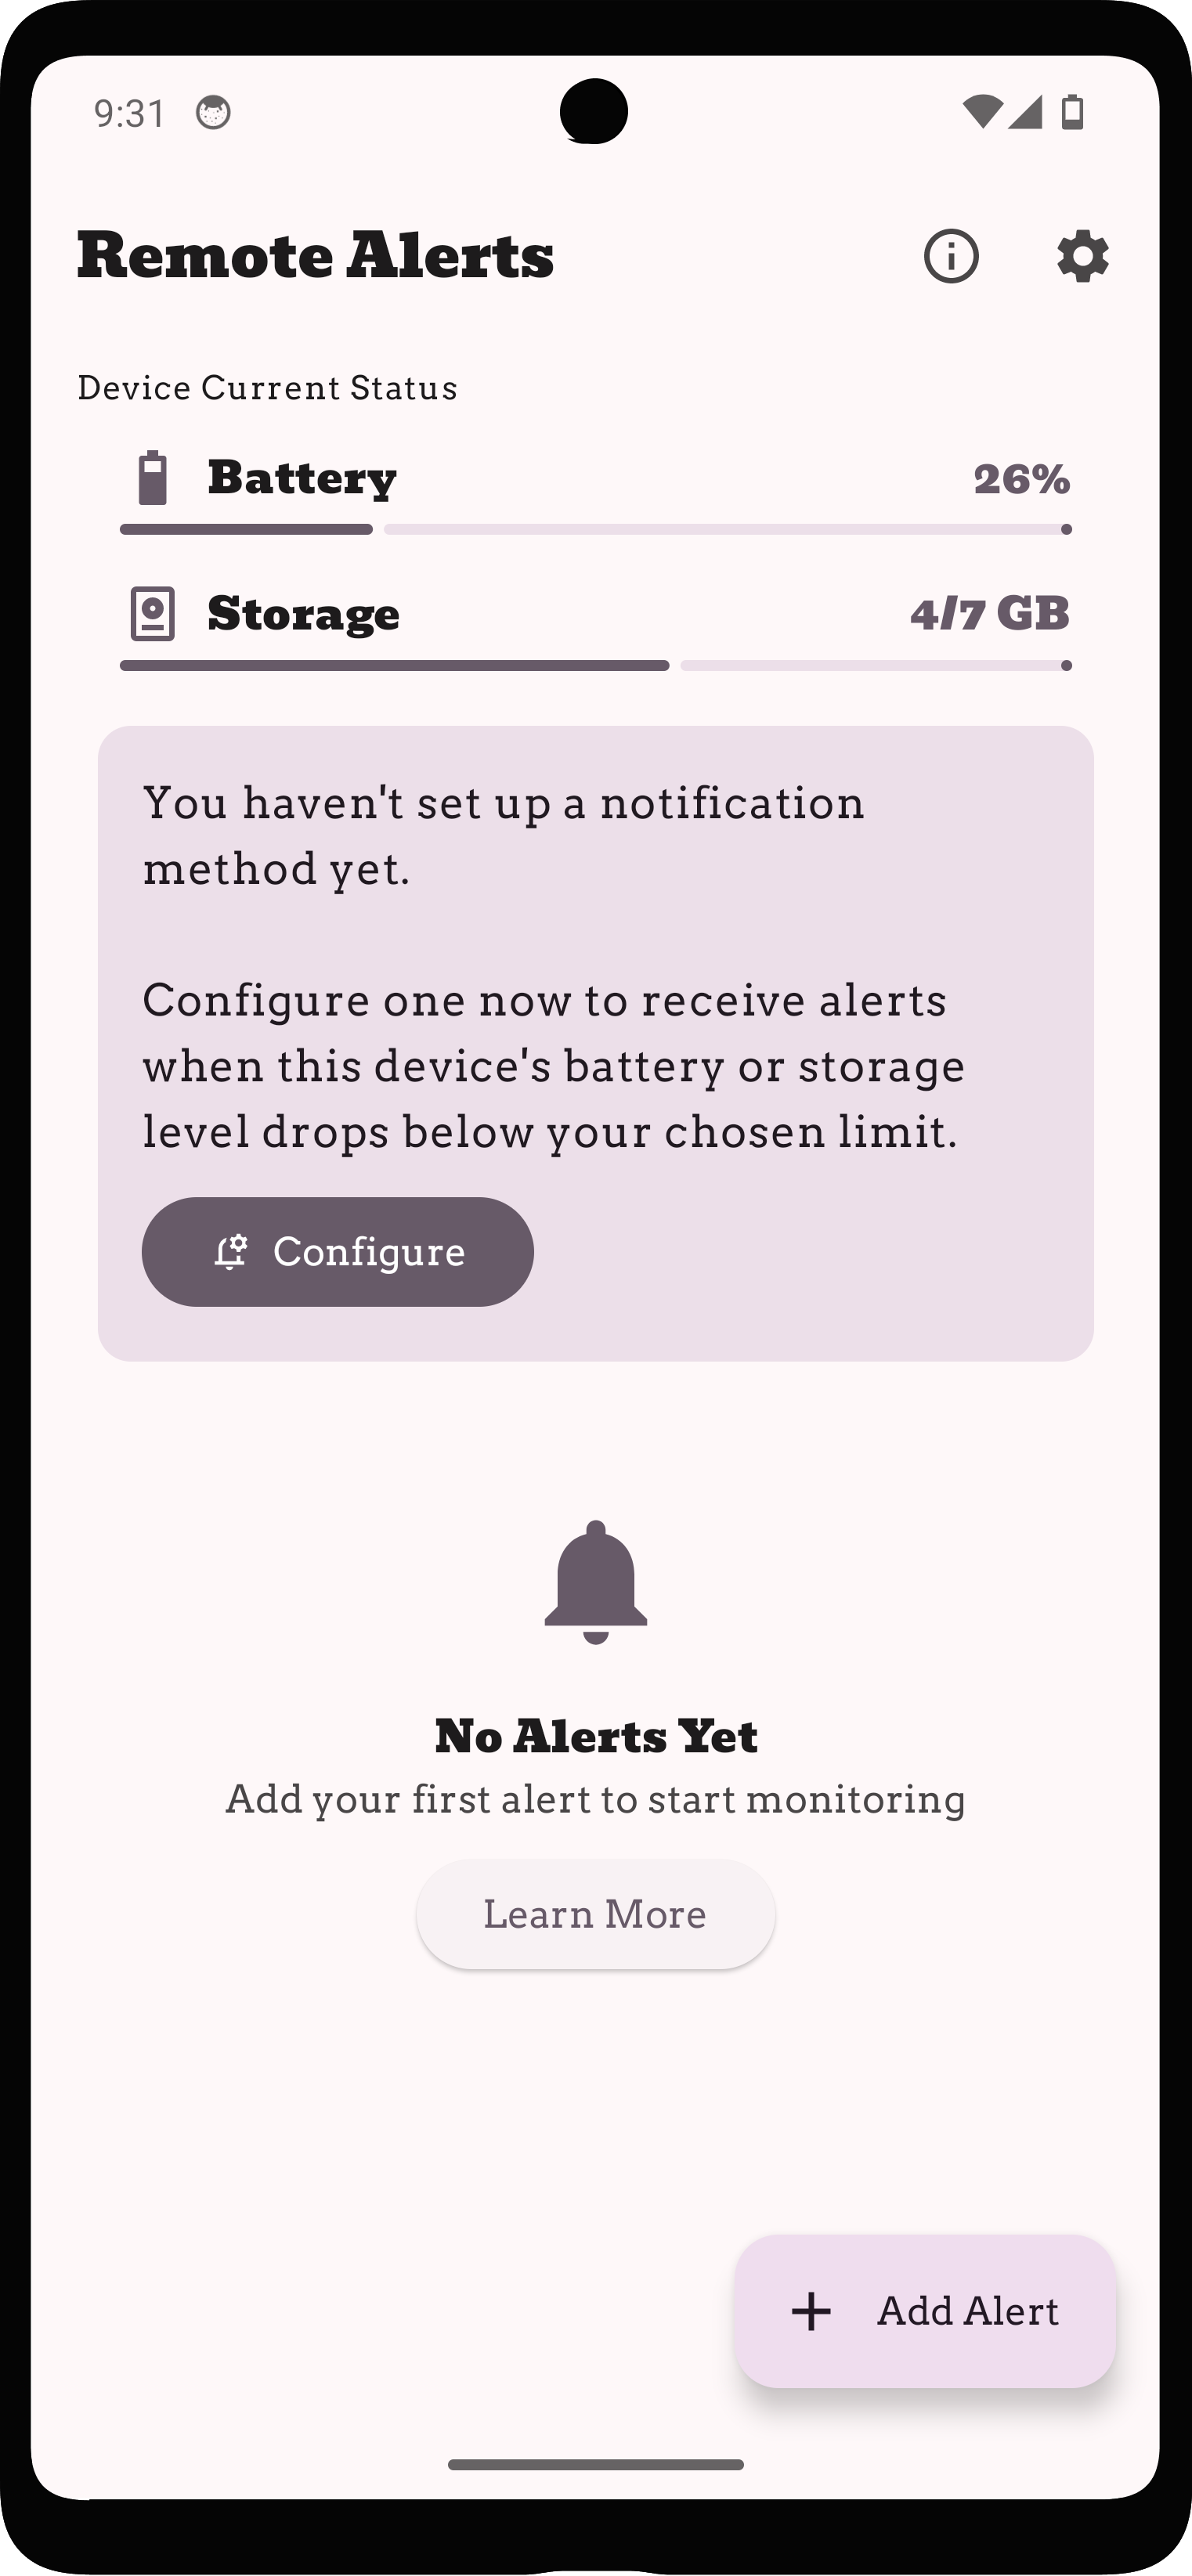 9:31
Remote Alerts
Device Current Status
Battery 26%
Storage 4/7 GB
You haven't set up a notification
method yet.
Configure one now to receive alerts
when this device's battery or storage
level drops below your chosen limit.
Configure
No Alerts Yet
Add your first alert to start monitoring
Learn More
Add Alert